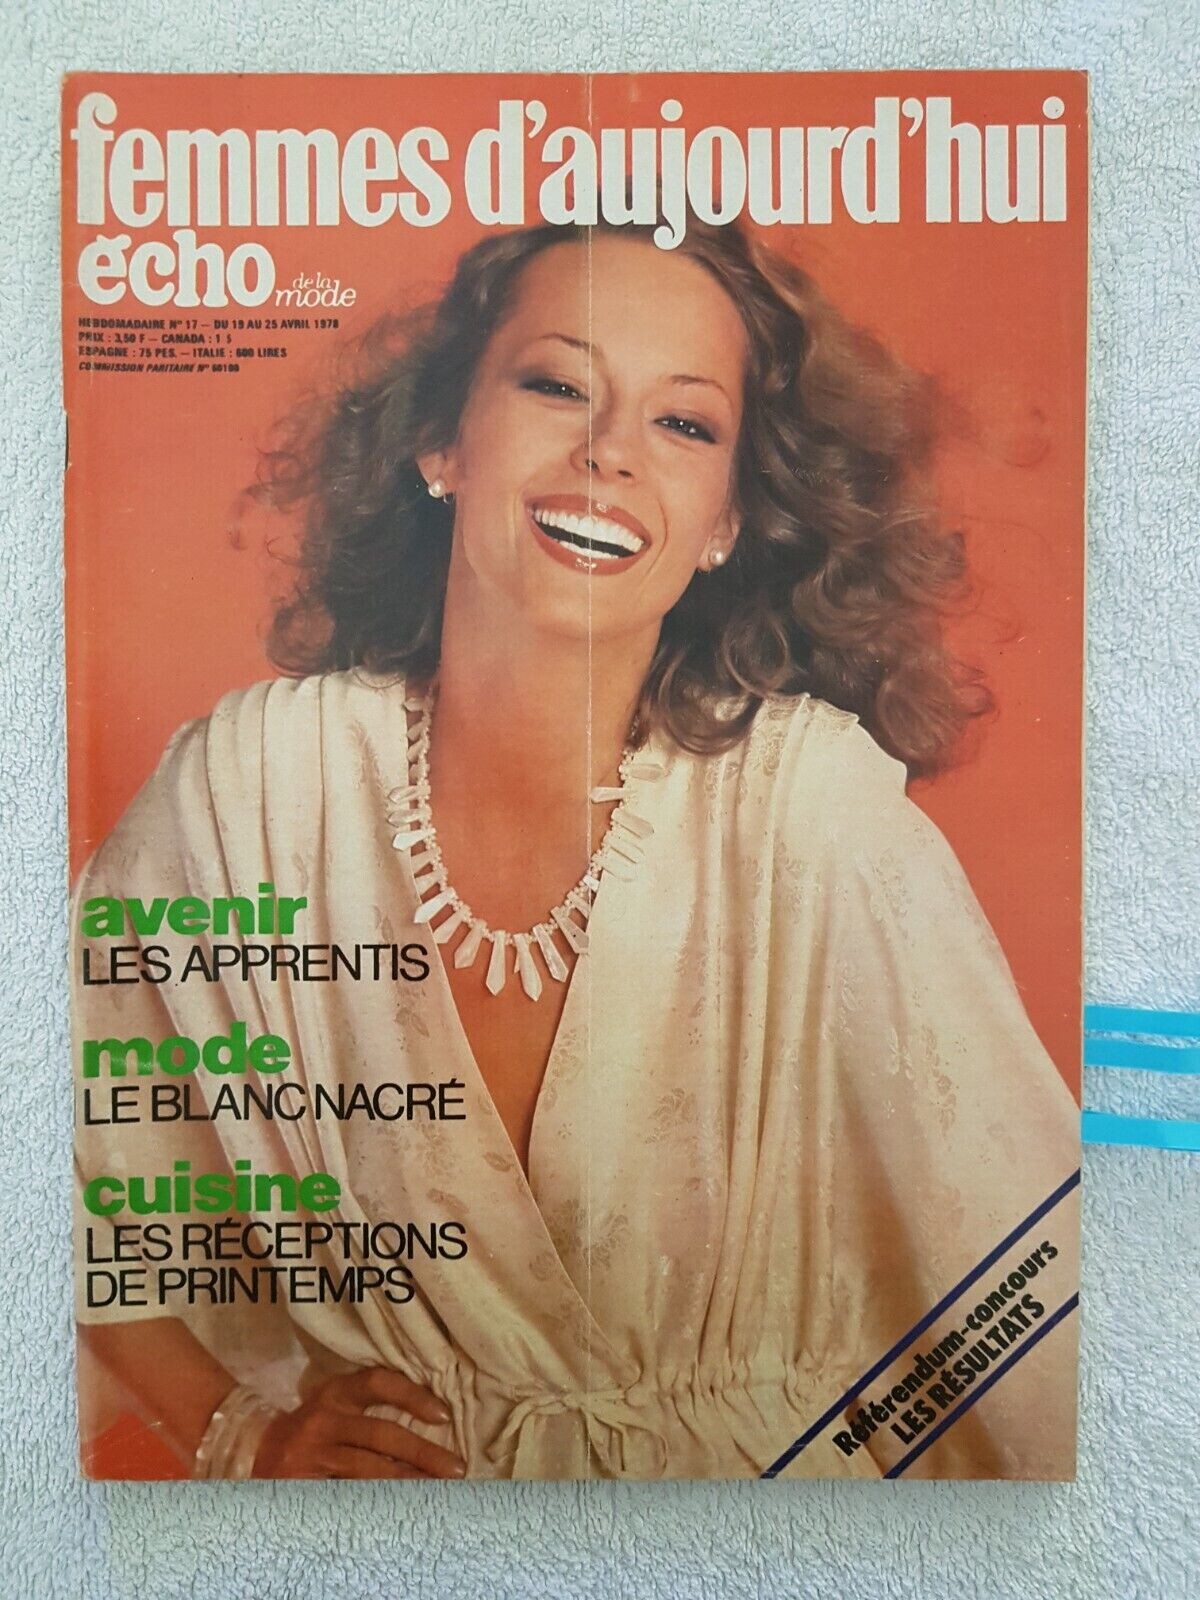 femmes d'aujourd'hui
écho de la mode
HEBDOMADAIRE N° 17 – DU 19 AU 25 AVRIL 1978
PRIX : 3,50 F – CANADA : 1 $
ESPAGNE : 75 PES. – ITALIE : 600 LIRES
COMMISSION PARITAIRE N° 60100
avenir
LES APPRENTIS
mode
LE BLANC NACRÉ
cuisine
LES RÉCEPTIONS
DE PRINTEMPS
Référendum-concours
LES RÉSULTATS